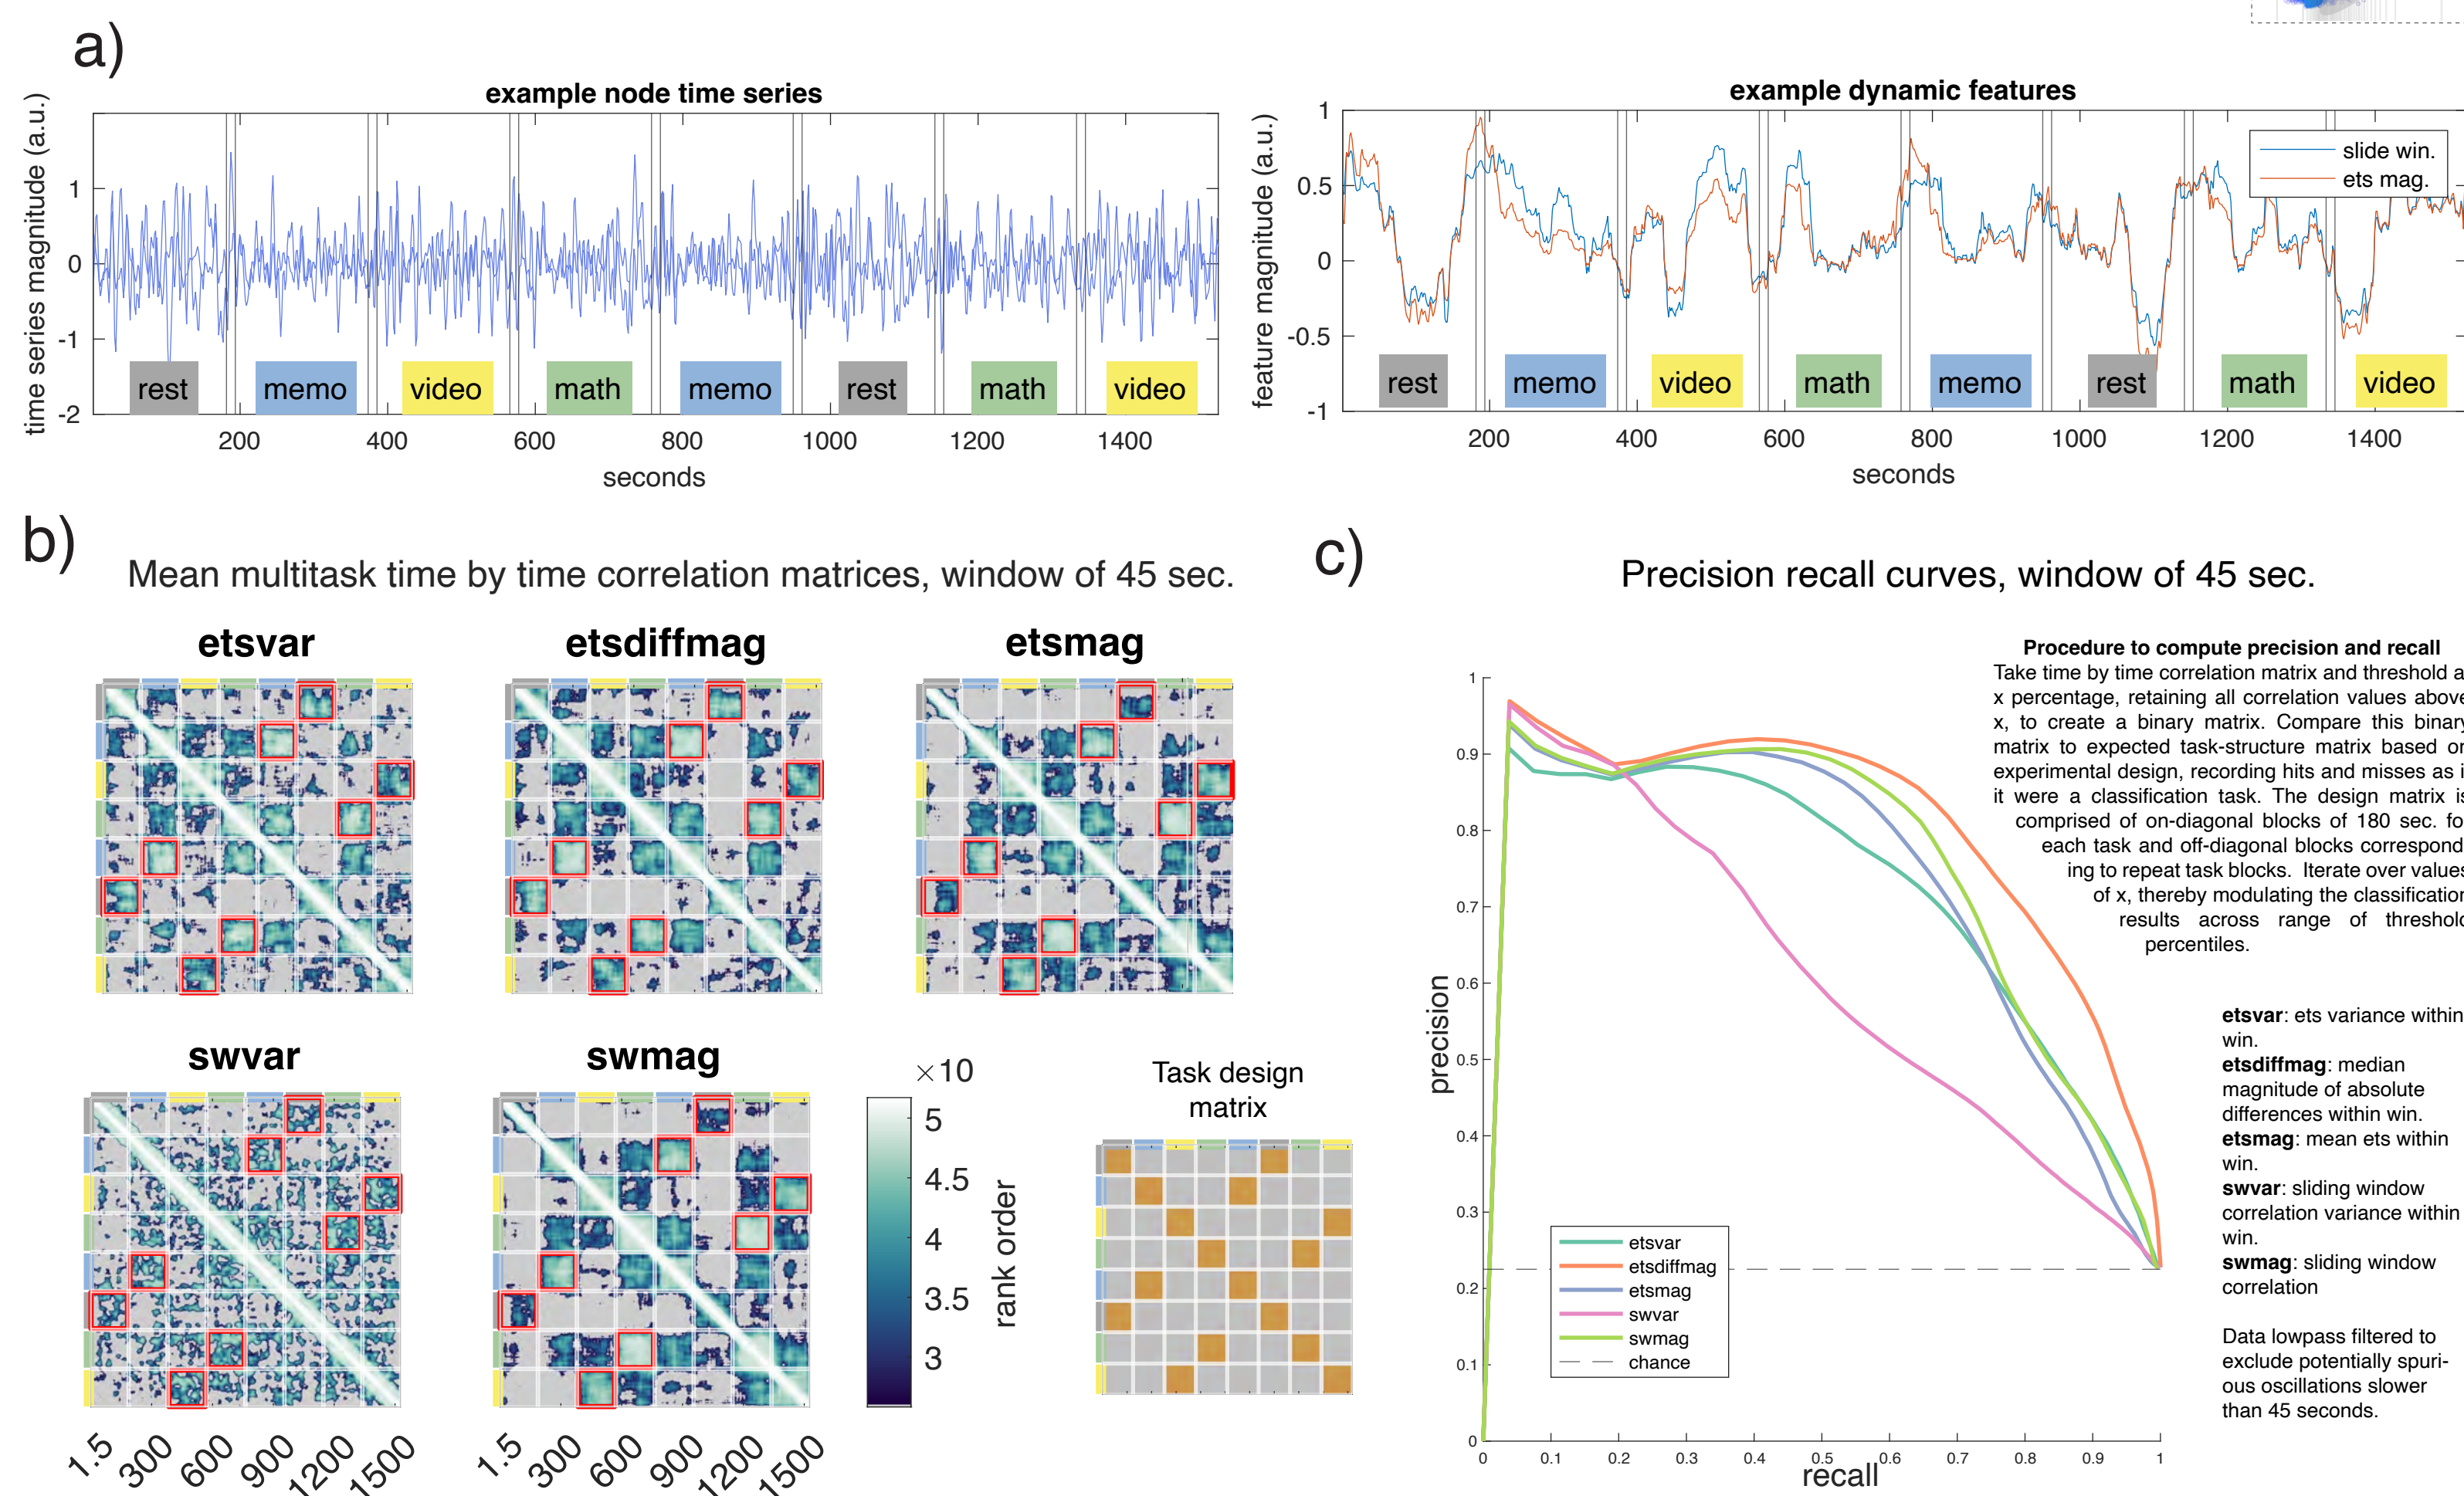 a)
example node time series
time series magnitude (a.u.)
1
0
-1
-2
rest
memo
video
math
memo
rest
math
video
200
400
600
800
1000
1200
1400
seconds
example dynamic features
feature magnitude (a.u.)
1
0.5
0
-0.5
-1
slide win.
ets mag.
rest
memo
video
math
memo
rest
math
video
200
400
600
800
1000
1200
1400
seconds
b)
Mean multitask time by time correlation matrices, window of 45 sec.
etsvar
etsdiffmag
etsmag
swvar
swmag
×10
5
4.5
4
3.5
3
rank order
Task design
matrix
1.5
300
600
900
1200
1500
1.5
300
600
900
1200
1500
c)
Precision recall curves, window of 45 sec.
precision
1
0.9
0.8
0.7
0.6
0.5
0.4
0.3
0.2
0.1
0
etsvar
etsdiffmag
etsmag
swvar
swmag
chance
0
0.1
0.2
0.3
0.4
0.5
0.6
0.7
0.8
0.9
1
recall
Procedure to compute precision and recall
Take time by time correlation matrix and threshold a
x percentage, retaining all correlation values above
x, to create a binary matrix. Compare this binary
matrix to expected task-structure matrix based on
experimental design, recording hits and misses as i
it were a classification task. The design matrix is
comprised of on-diagonal blocks of 180 sec. fo
each task and off-diagonal blocks correspond
ing to repeat task blocks. Iterate over values
of x, thereby modulating the classification
results across range of threshold
percentiles.
etsvar: ets variance within
win.
etsdiffmag: median
magnitude of absolute
differences within win.
etsmag: mean ets within
win.
swvar: sliding window
correlation variance within
win.
swmag: sliding window
correlation
Data lowpass filtered to
exclude potentially spuri-
ous oscillations slower
than 45 seconds.